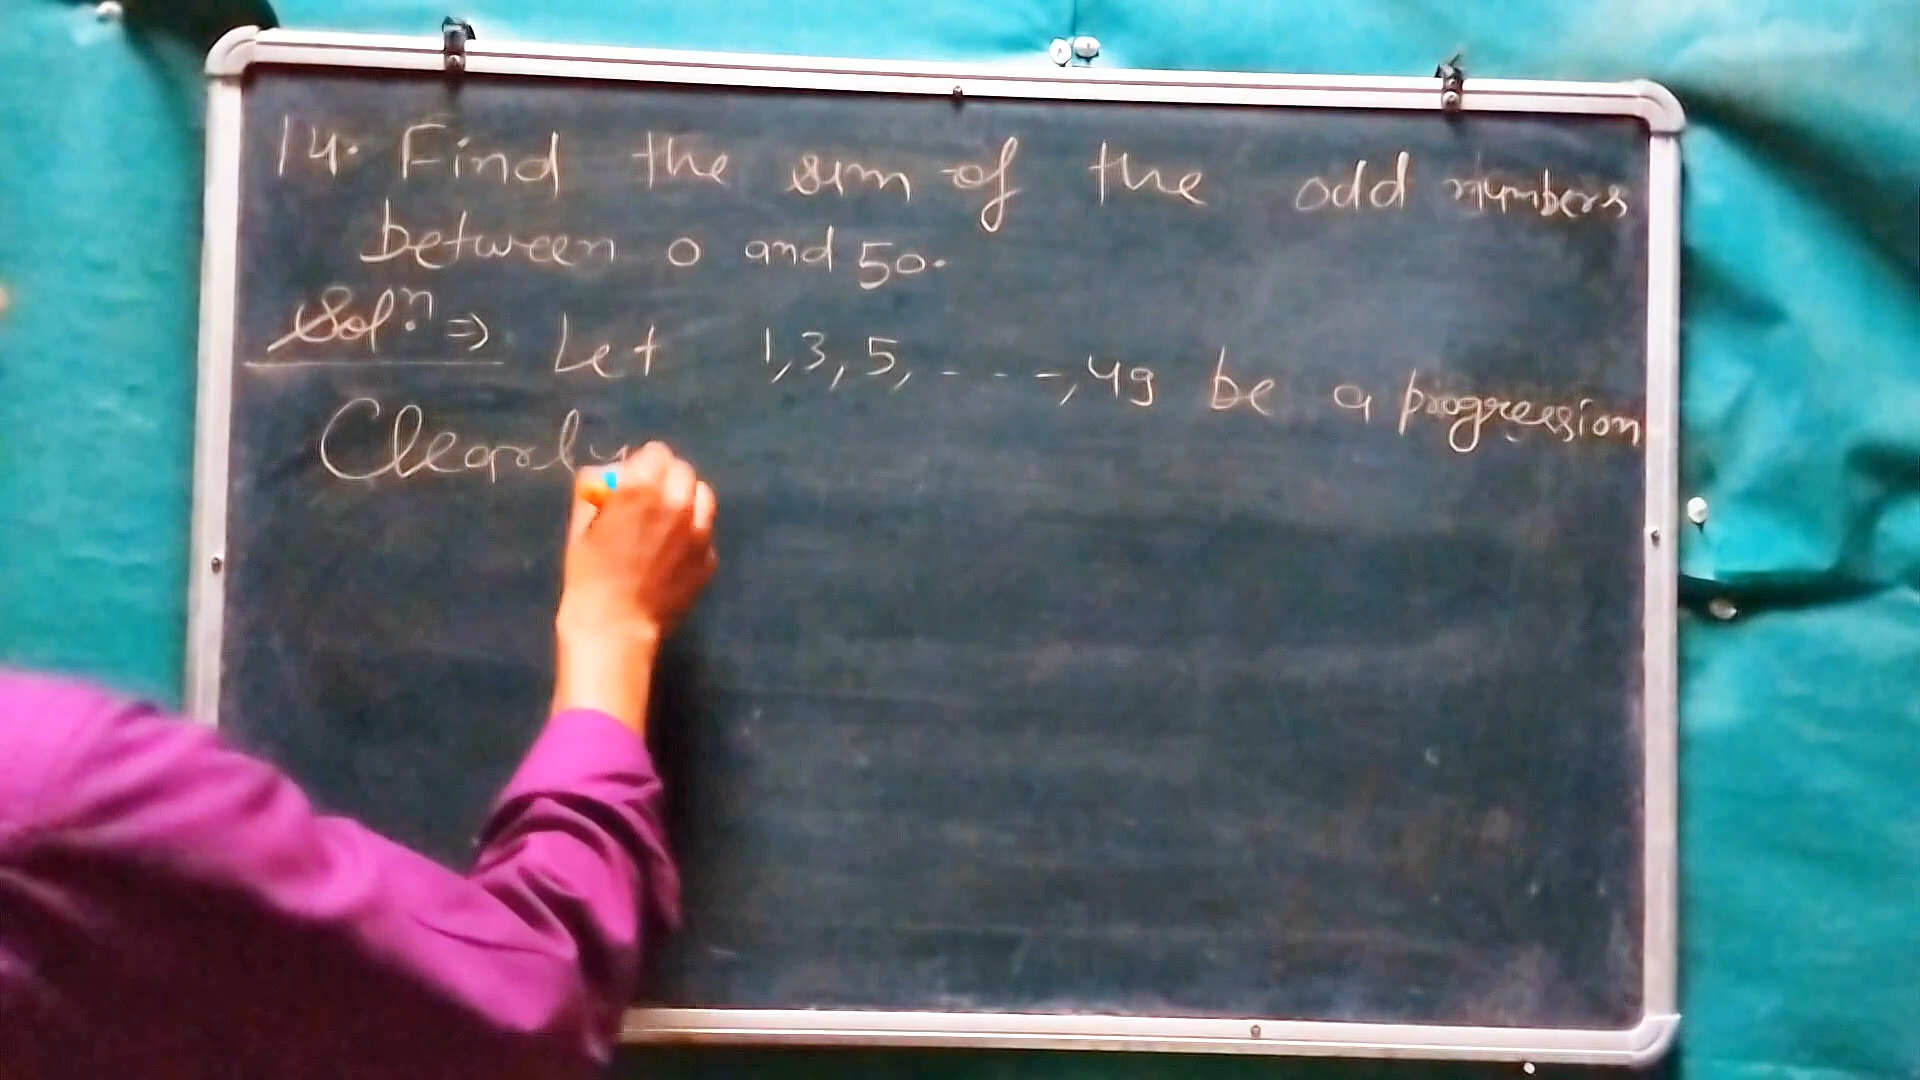 14. Find the sum of the odd numbers
between 0 and 50.
Solⁿ. ⇒ Let 1, 3, 5, - - - -, 49 be a progression
Clearly